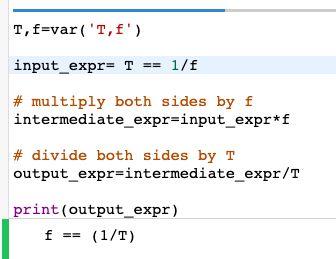 T,f=var('T,f')
input_expr= T == 1/f
# multiply both sides by f
intermediate_expr=input_expr*f
# divide both sides by T
output_expr=intermediate_expr/T
print(output_expr)
f == (1/T)